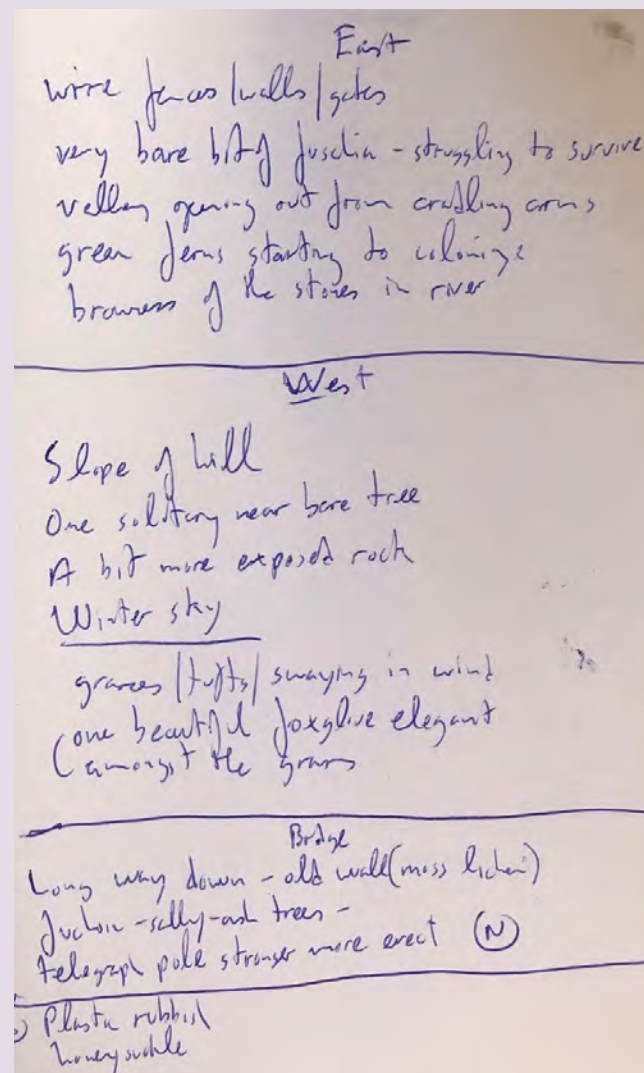 East
wire fences/walls/gates
very bare bit of fuschia - struggling to survive
valley opening out from cradling arms
green ferns starting to colonize
brownness of the stones in river
West
Slope of hill
One solitary near bare tree
A bit more exposed rock
Winter sky
grasses/tufts/swaying in wind
(one beautiful foxglove elegant
amongst the grass
Bridge
Long way down - old wall (moss lichen)
fuchsia - sally - ash trees -
telegraph pole stronger more erect (N)
Plastic rubbish
honeysuckle